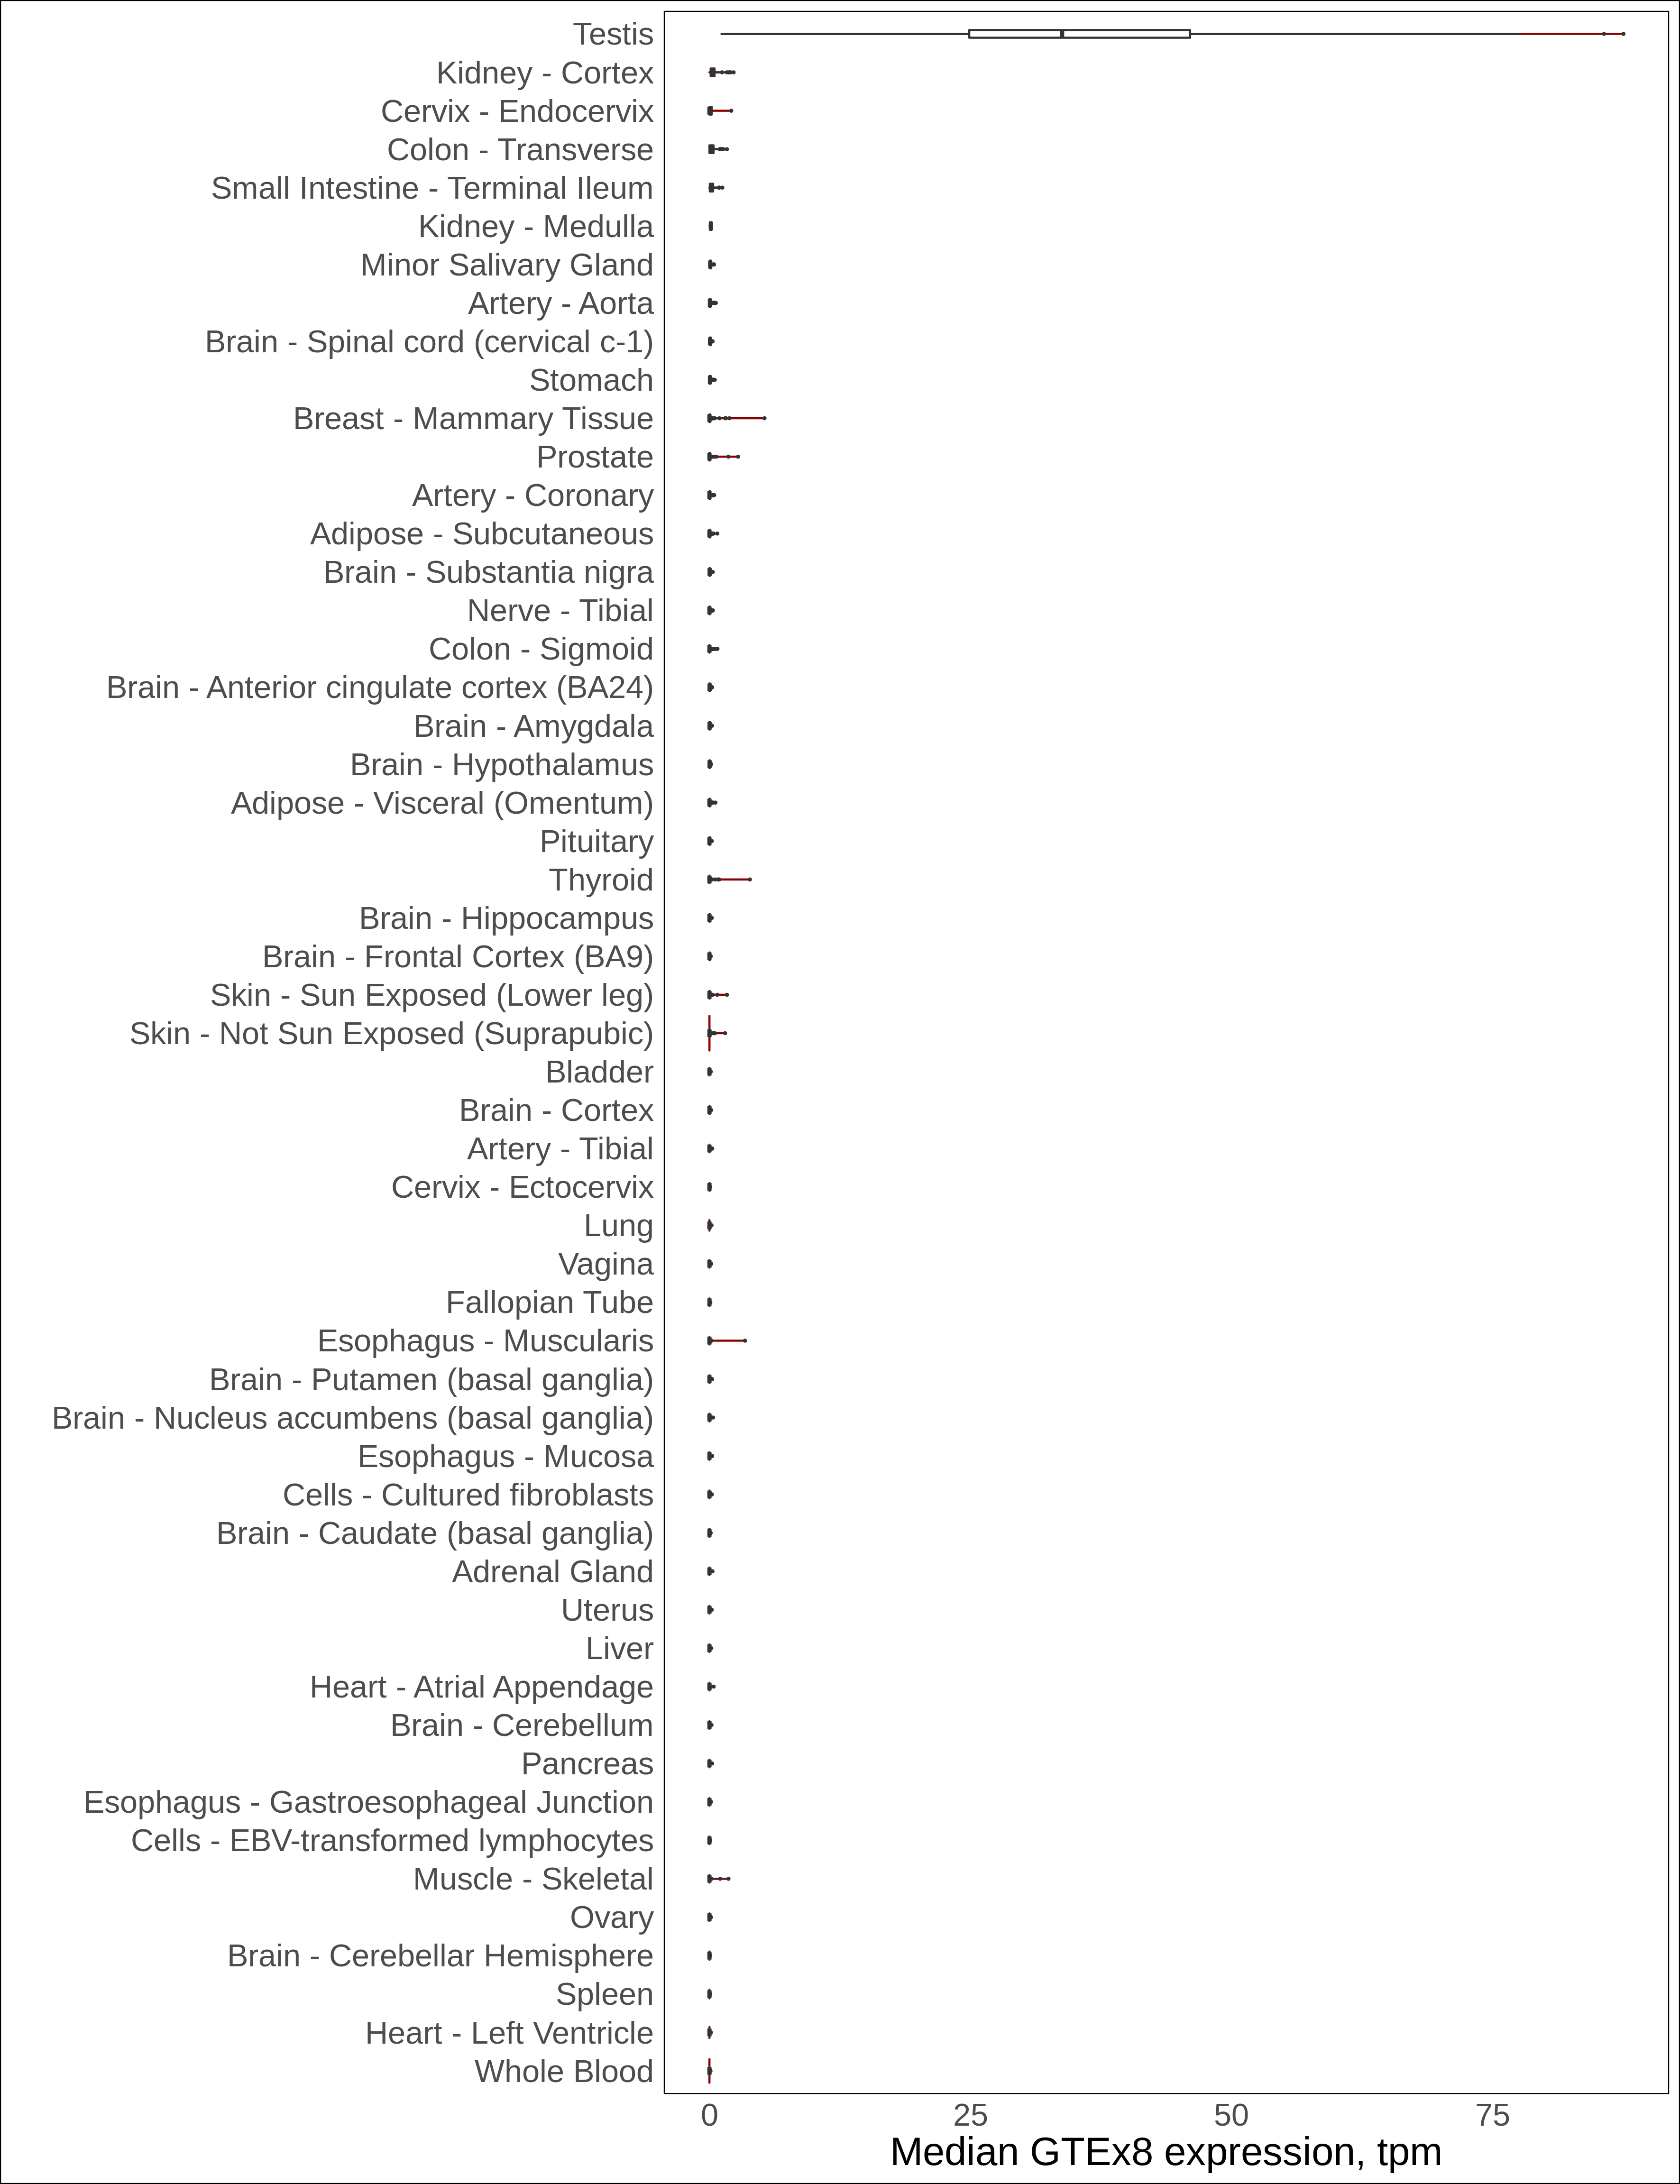 Testis
Kidney - Cortex
Cervix - Endocervix
Colon - Transverse
Small Intestine - Terminal Ileum
Kidney - Medulla
Minor Salivary Gland
Artery - Aorta
Brain - Spinal cord (cervical c-1)
Stomach
Breast - Mammary Tissue
Prostate
Artery - Coronary
Adipose - Subcutaneous
Brain - Substantia nigra
Nerve - Tibial
Colon - Sigmoid
Brain - Anterior cingulate cortex (BA24)
Brain - Amygdala
Brain - Hypothalamus
Adipose - Visceral (Omentum)
Pituitary
Thyroid
Brain - Hippocampus
Brain - Frontal Cortex (BA9)
Skin - Sun Exposed (Lower leg)
Skin - Not Sun Exposed (Suprapubic)
Bladder
Brain - Cortex
Artery - Tibial
Cervix - Ectocervix
Lung
Vagina
Fallopian Tube
Esophagus - Muscularis
Brain - Putamen (basal ganglia)
Brain - Nucleus accumbens (basal ganglia)
Esophagus - Mucosa
Cells - Cultured fibroblasts
Brain - Caudate (basal ganglia)
Adrenal Gland
Uterus
Liver
Heart - Atrial Appendage
Brain - Cerebellum
Pancreas
Esophagus - Gastroesophageal Junction
Cells - EBV-transformed lymphocytes
Muscle - Skeletal
Ovary
Brain - Cerebellar Hemisphere
Spleen
Heart - Left Ventricle
Whole Blood
0 25 50 75
Median GTEx8 expression, tpm